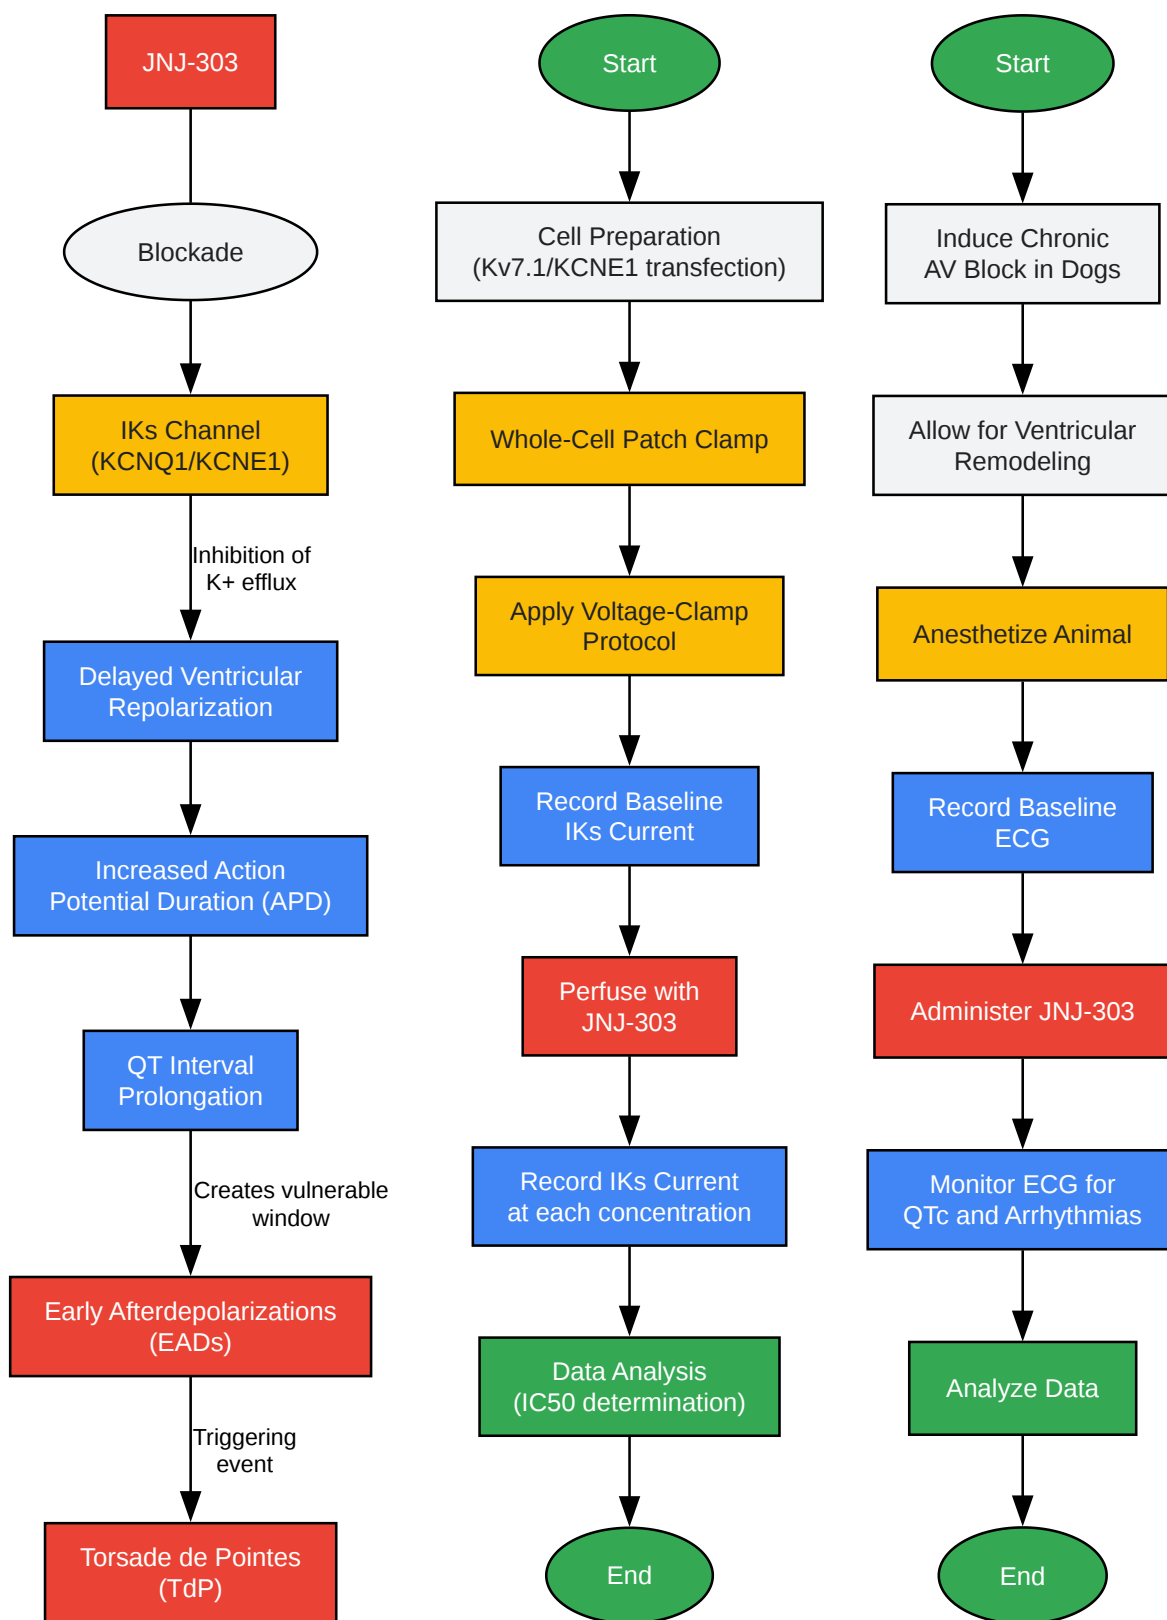 JNJ-303
Blockade
IKs Channel
(KCNQ1/KCNE1)
Inhibition of
K+ efflux
Delayed Ventricular
Repolarization
Increased Action
Potential Duration (APD)
QT Interval
Prolongation
Creates vulnerable
window
Early Afterdepolarizations
(EADs)
Triggering
event
Torsade de Pointes
(TdP)
Start
Cell Preparation
(Kv7.1/KCNE1 transfection)
Whole-Cell Patch Clamp
Apply Voltage-Clamp
Protocol
Record Baseline
IKs Current
Perfuse with
JNJ-303
Record IKs Current
at each concentration
Data Analysis
(IC50 determination)
End
Start
Induce Chronic
AV Block in Dogs
Allow for Ventricular
Remodeling
Anesthetize Animal
Record Baseline
ECG
Administer JNJ-303
Monitor ECG for
QTc and Arrhythmias
Analyze Data
End